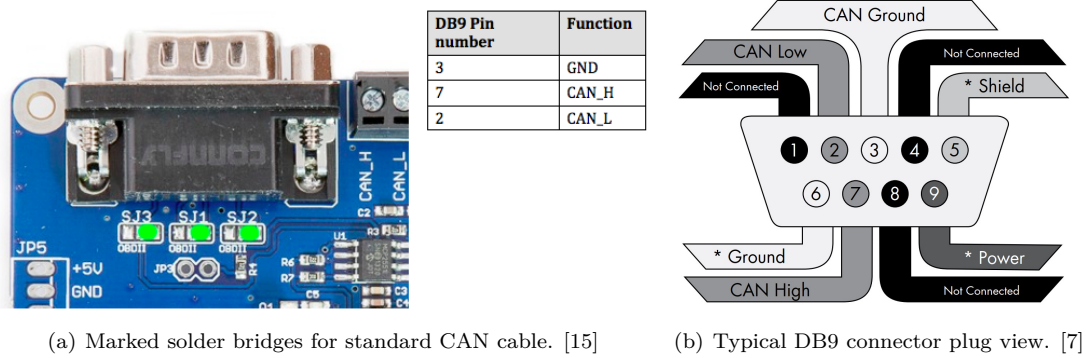 DB9 Pin number
Function
3
GND
7
CAN_H
2
CAN_L
CONNFLY
CAN_H
CAN_L
SJ3
SJ1
SJ2
OBDII
OBDII
OBDII
C2
R3
U1
JP5
+5V
GND
JP3
R4
R6
R7
C5
C3
C4
Q1
CAN Ground
CAN Low
Not Connected
Not Connected
* Shield
1
2
3
4
5
6
7
8
9
* Ground
* Power
CAN High
Not Connected
(a) Marked solder bridges for standard CAN cable. [15]
(b) Typical DB9 connector plug view. [7]